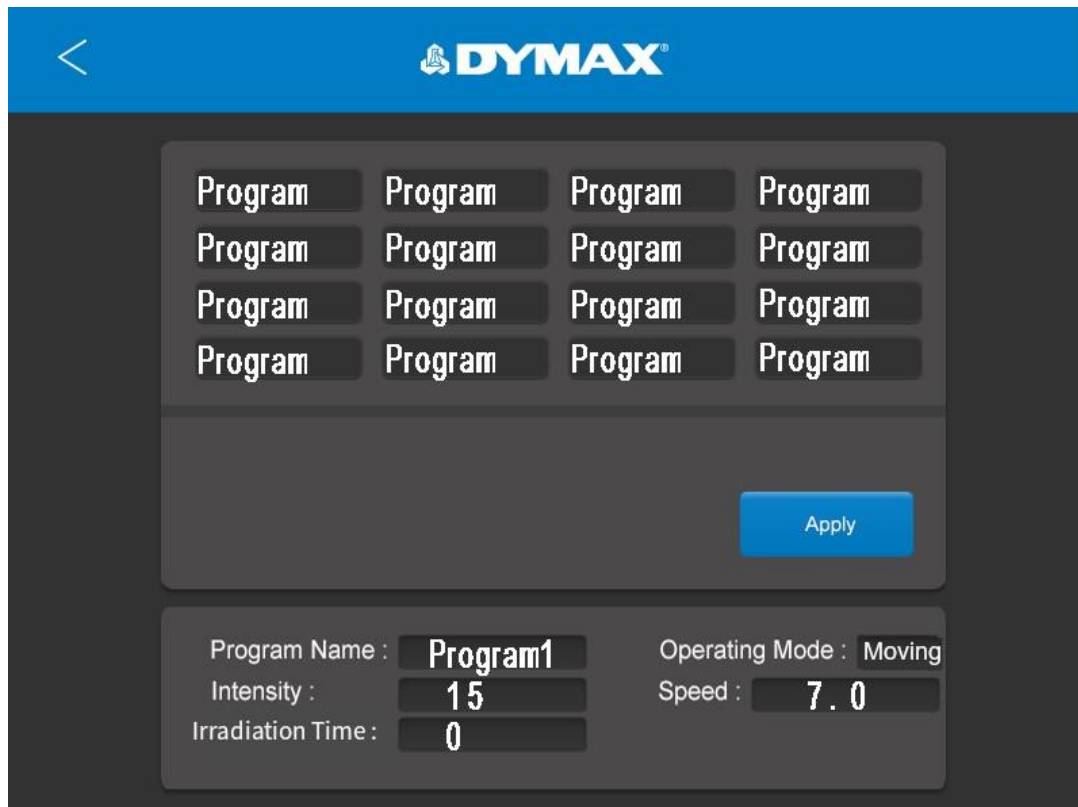 DYMAX®
Program Program Program Program
Program Program Program Program
Program Program Program Program
Program Program Program Program
Apply
Program Name : Program1 Operating Mode : Moving
Intensity : 15 Speed : 7.0
Irradiation Time : 0